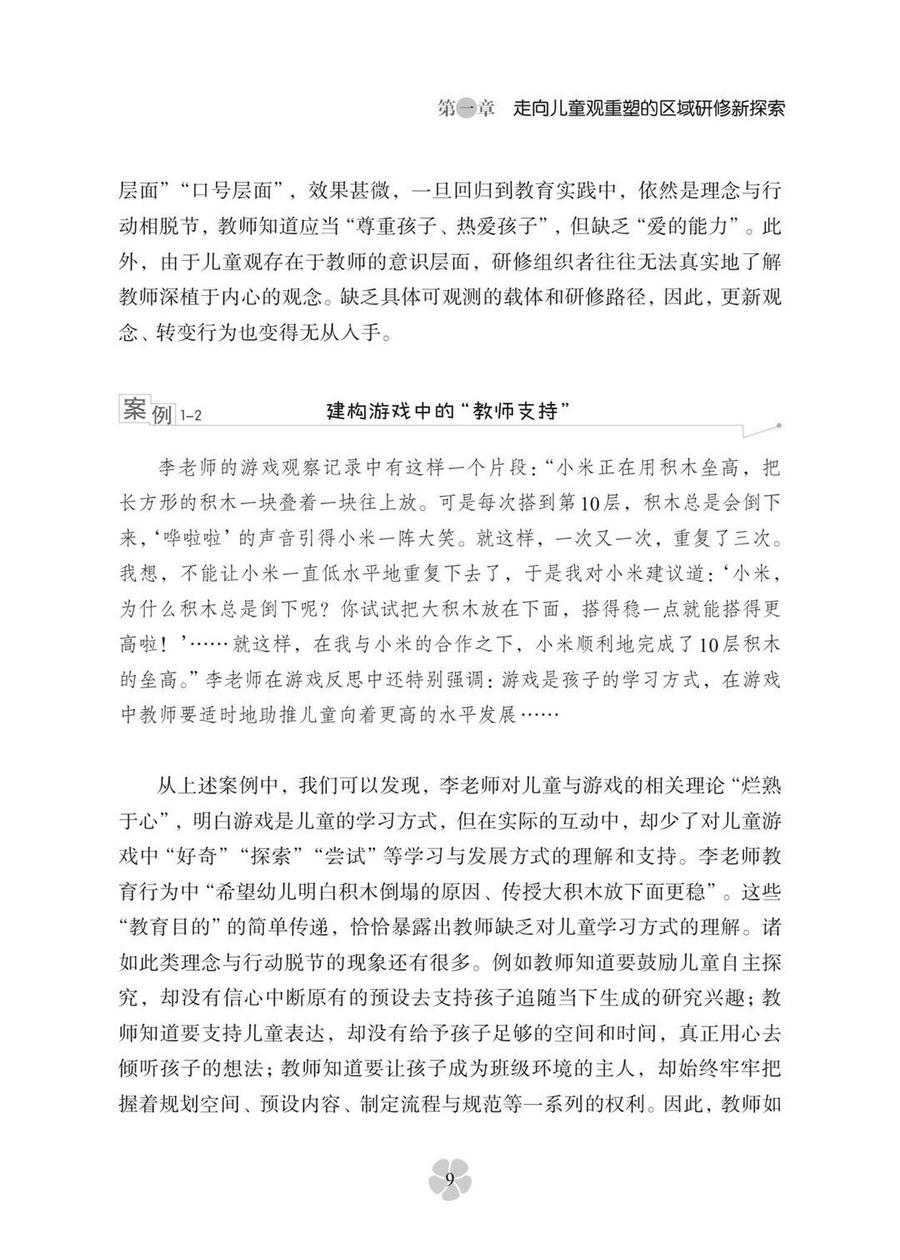 第一章 走向儿童观重塑的区域研修新探索
层面”“口号层面”，效果甚微，一旦回归到教育实践中，依然是理念与行
动相脱节，教师知道应当“尊重孩子、热爱孩子”，但缺乏“爱的能力”。此
外，由于儿童观存在于教师的意识层面，研修组织者往往无法真实地了解
教师深植于内心的观念。缺乏具体可观测的载体和研修路径，因此，更新观
念、转变行为也变得无从入手。
案例 1-2 建构游戏中的“教师支持”
李老师的游戏观察记录中有这样一个片段：“小米正在用积木垒高，把
长方形的积木一块叠着一块往上放。可是每次搭到第 10 层，积木总是会倒下
来，‘哗啦啦’的声音引得小米一阵大笑。就这样，一次又一次，重复了三次。
我想，不能让小米一直低水平地重复下去了，于是我对小米建议道：‘小米，
为什么积木总是倒下呢？你试试把大积木放在下面，搭得稳一点就能搭得更
高啦！’……就这样，在我与小米的合作之下，小米顺利地完成了 10 层积木
的垒高。”李老师在游戏反思中还特别强调：游戏是孩子的学习方式，在游戏
中教师要适时地助推儿童向着更高的水平发展……
从上述案例中，我们可以发现，李老师对儿童与游戏的相关理论“烂熟
于心”，明白游戏是儿童的学习方式，但在实际的互动中，却少了对儿童游
戏中“好奇”“探索”“尝试”等学习与发展方式的理解和支持。李老师教
育行为中“希望幼儿明白积木倒塌的原因、传授大积木放下面更稳”。这些
“教育目的”的简单传递，恰恰暴露出教师缺乏对儿童学习方式的理解。诸
如此类理念与行动脱节的现象还有很多。例如教师知道要鼓励儿童自主探
究，却没有信心中断原有的预设去支持孩子追随当下生成的研究兴趣；教
师知道要支持儿童表达，却没有给予孩子足够的空间和时间，真正用心去
倾听孩子的想法；教师知道要让孩子成为班级环境的主人，却始终牢牢把
握着规划空间、预设内容、制定流程与规范等一系列的权利。因此，教师如
9